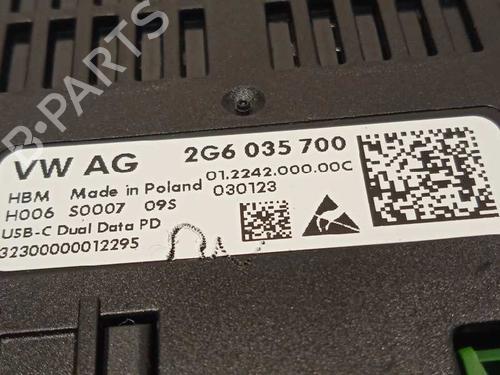 B-PARTS
VW AG 2G6 035 700
HBM Made in Poland 01.2242.000.00C
H006 S0007 09S 030123
USB-C Dual Data PD
32300000012295